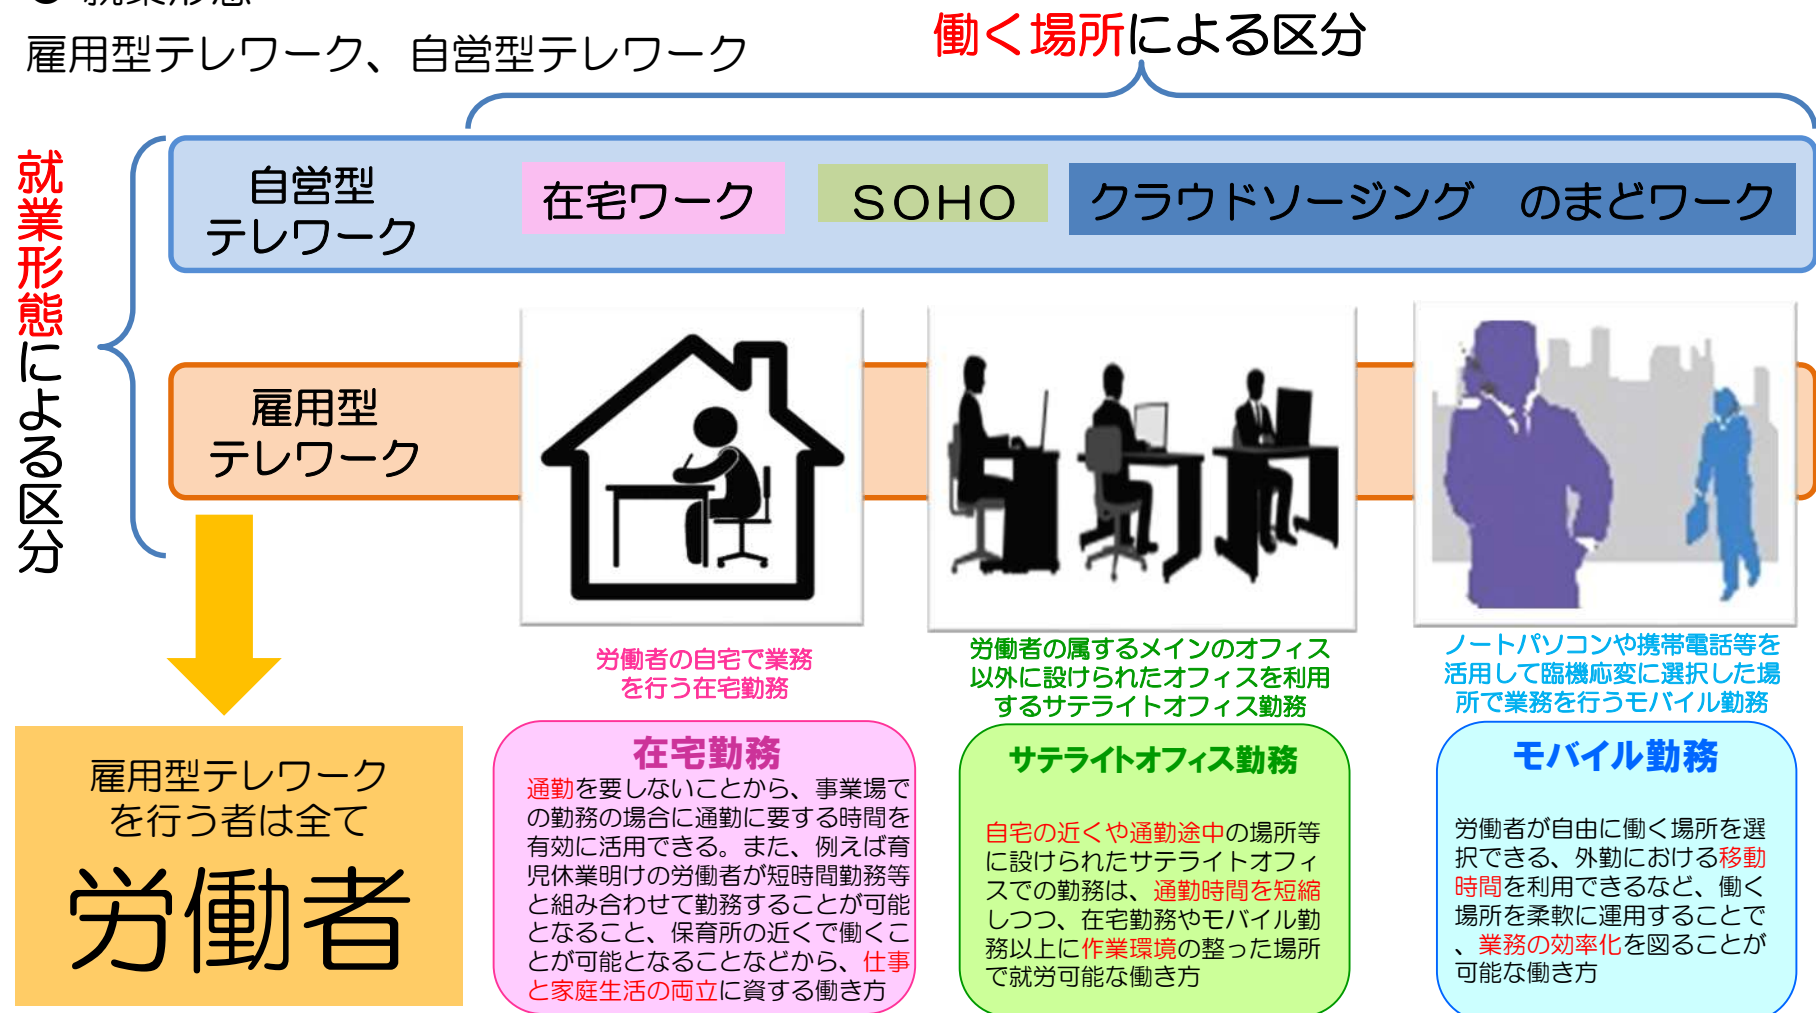 雇用型テレワーク、自営型テレワーク
働く場所による区分
就業形態による区分
自営型
テレワーク
在宅ワーク
ＳＯＨＯ
クラウドソージング　のまどワーク
雇用型
テレワーク
労働者の自宅で業務
を行う在宅勤務
労働者の属するメインのオフィス
以外に設けられたオフィスを利用
するサテライトオフィス勤務
ノートパソコンや携帯電話等を
活用して臨機応変に選択した場
所で業務を行うモバイル勤務
雇用型テレワーク
を行う者は全て
労働者
在宅勤務
通勤を要しないことから、事業場で
の勤務の場合に通勤に要する時間を
有効に活用できる。また、例えば育
児休業明けの労働者が短時間勤務等
と組み合わせて勤務することが可能
となること、保育所の近くで働くこ
とが可能となることなどから、仕事
と家庭生活の両立に資する働き方
サテライトオフィス勤務
自宅の近くや通勤途中の場所等
に設けられたサテライトオフィ
スでの勤務は、通勤時間を短縮
しつつ、在宅勤務やモバイル勤
務以上に作業環境の整った場所
で就労可能な働き方
モバイル勤務
労働者が自由に働く場所を選
択できる、外勤における移動
時間を利用できるなど、働く
場所を柔軟に運用することで
、業務の効率化を図ることが
可能な働き方